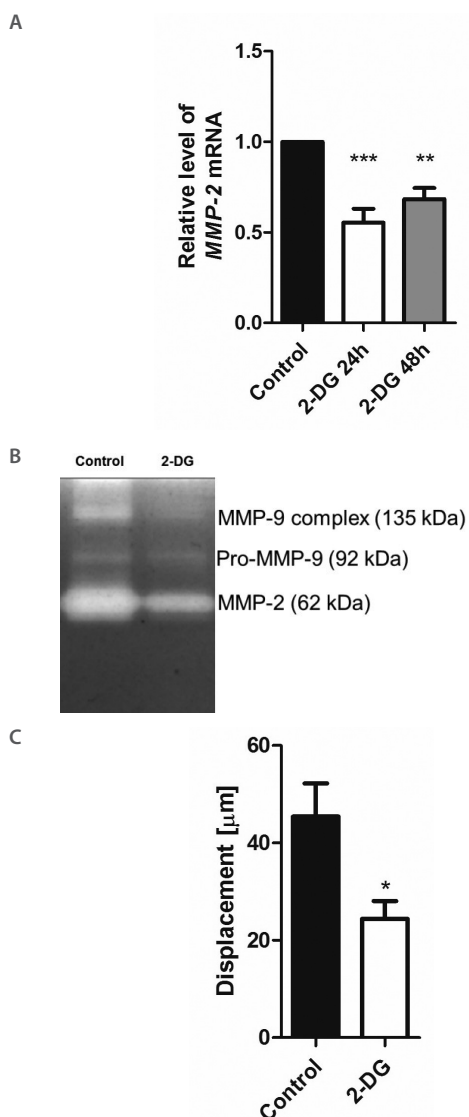 A
Relative level of
MMP-2 mRNA
1.5
1.0
0.5
0.0
***
**
Control
2-DG 24h
2-DG 48h
B
Control 2-DG
MMP-9 complex (135 kDa)
Pro-MMP-9 (92 kDa)
MMP-2 (62 kDa)
C
Displacement [μm]
60
40
20
0
*
Control
2-DG